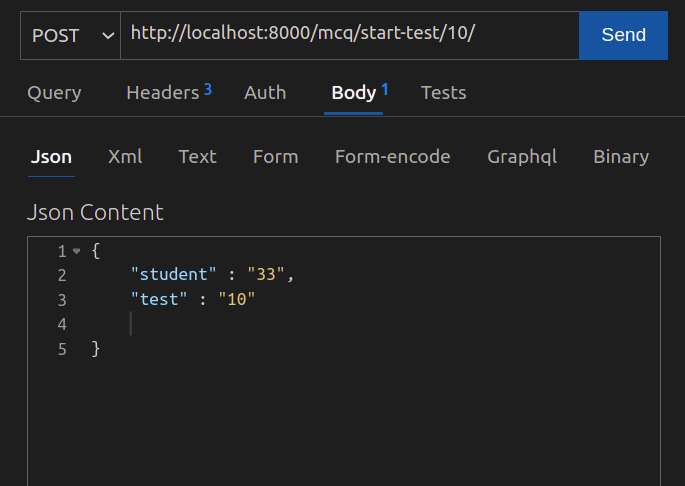 POST http://localhost:8000/mcq/start-test/10/ Send
Query Headers 3 Auth Body 1 Tests
Json Xml Text Form Form-encode Graphql Binary
Json Content
1 {
2 "student" : "33",
3 "test" : "10"
4
5 }